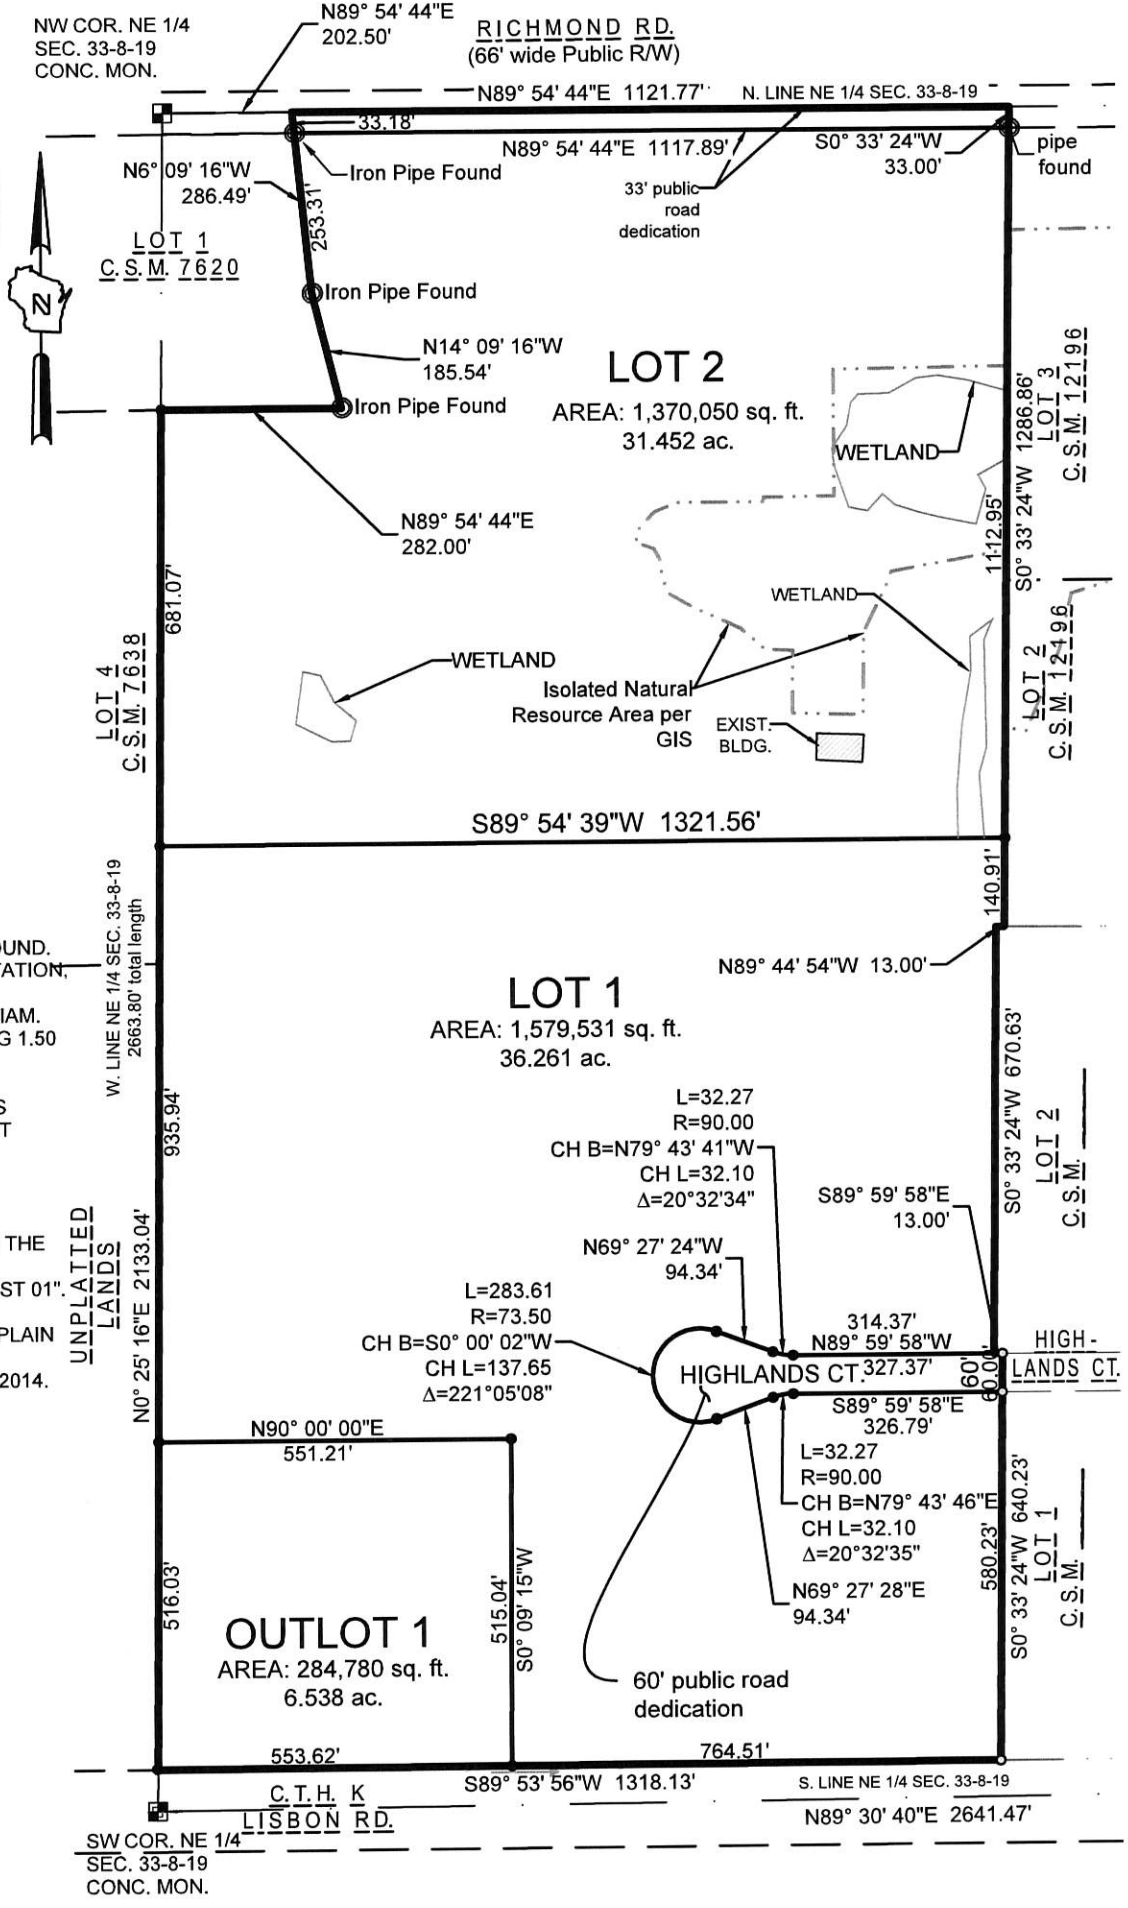 NW COR. NE 1/4
SEC. 33-8-19
CONC. MON.
N89° 54' 44"E
202.50'
RICHMOND RD.
(66' wide Public R/W)
N89° 54' 44"E 1121.77'
N. LINE NE 1/4 SEC. 33-8-19
33.18'
N89° 54' 44"E 1117.89'
S0° 33' 24"W
33.00'
pipe
found
Iron Pipe Found
N6° 09' 16"W
286.49'
253.31'
33' public
road
dedication
LOT 1
C.S.M. 7620
N
Iron Pipe Found
N14° 09' 16"W
185.54'
Iron Pipe Found
LOT 2
AREA: 1,370,050 sq. ft.
31.452 ac.
WETLAND
1112.95'
S0° 33' 24"W 1286.86'
LOT 3
C.S.M. 12196
N89° 54' 44"E
282.00'
681.07'
WETLAND
LOT 4
C.S.M. 7638
WETLAND
Isolated Natural
Resource Area per
GIS
EXIST.
BLDG.
LOT 2
C.S.M. 12196
S89° 54' 39"W 1321.56'
140.91'
W. LINE NE 1/4 SEC. 33-8-19
2663.80' total length
OUND.
ATION,
IAM.
G 1.50
S
T
N89° 44' 54"W 13.00'
LOT 1
AREA: 1,579,531 sq. ft.
36.261 ac.
935.94'
S0° 33' 24"W 670.63'
LOT 2
C.S.M.
L=32.27
R=90.00
CH B=N79° 43' 41"W
CH L=32.10
Δ=20°32'34"
S89° 59' 58"E
13.00'
THE
ST 01".
PLAIN
2014.
UNPLATTED
LANDS
N0° 25' 16"E 2133.04'
N69° 27' 24"W
94.34'
L=283.61
R=73.50
CH B=S0° 00' 02"W
CH L=137.65
Δ=221°05'08"
314.37'
N89° 59' 58"W
327.37'
HIGHLANDS CT.
60'
60.00'
HIGH-
LANDS CT.
S89° 59' 58"E
326.79'
N90° 00' 00"E
551.21'
L=32.27
R=90.00
CH B=N79° 43' 46"E
CH L=32.10
Δ=20°32'35"
N69° 27' 28"E
94.34'
580.23'
S0° 33' 24"W 640.23'
LOT 1
C.S.M.
516.03'
515.04'
S0° 09' 15"W
OUTLOT 1
AREA: 284,780 sq. ft.
6.538 ac.
60' public road
dedication
553.62'
764.51'
S89° 53' 56"W 1318.13'
S. LINE NE 1/4 SEC. 33-8-19
C.T.H. K
LISBON RD.
N89° 30' 40"E 2641.47'
SW COR. NE 1/4
SEC. 33-8-19
CONC. MON.